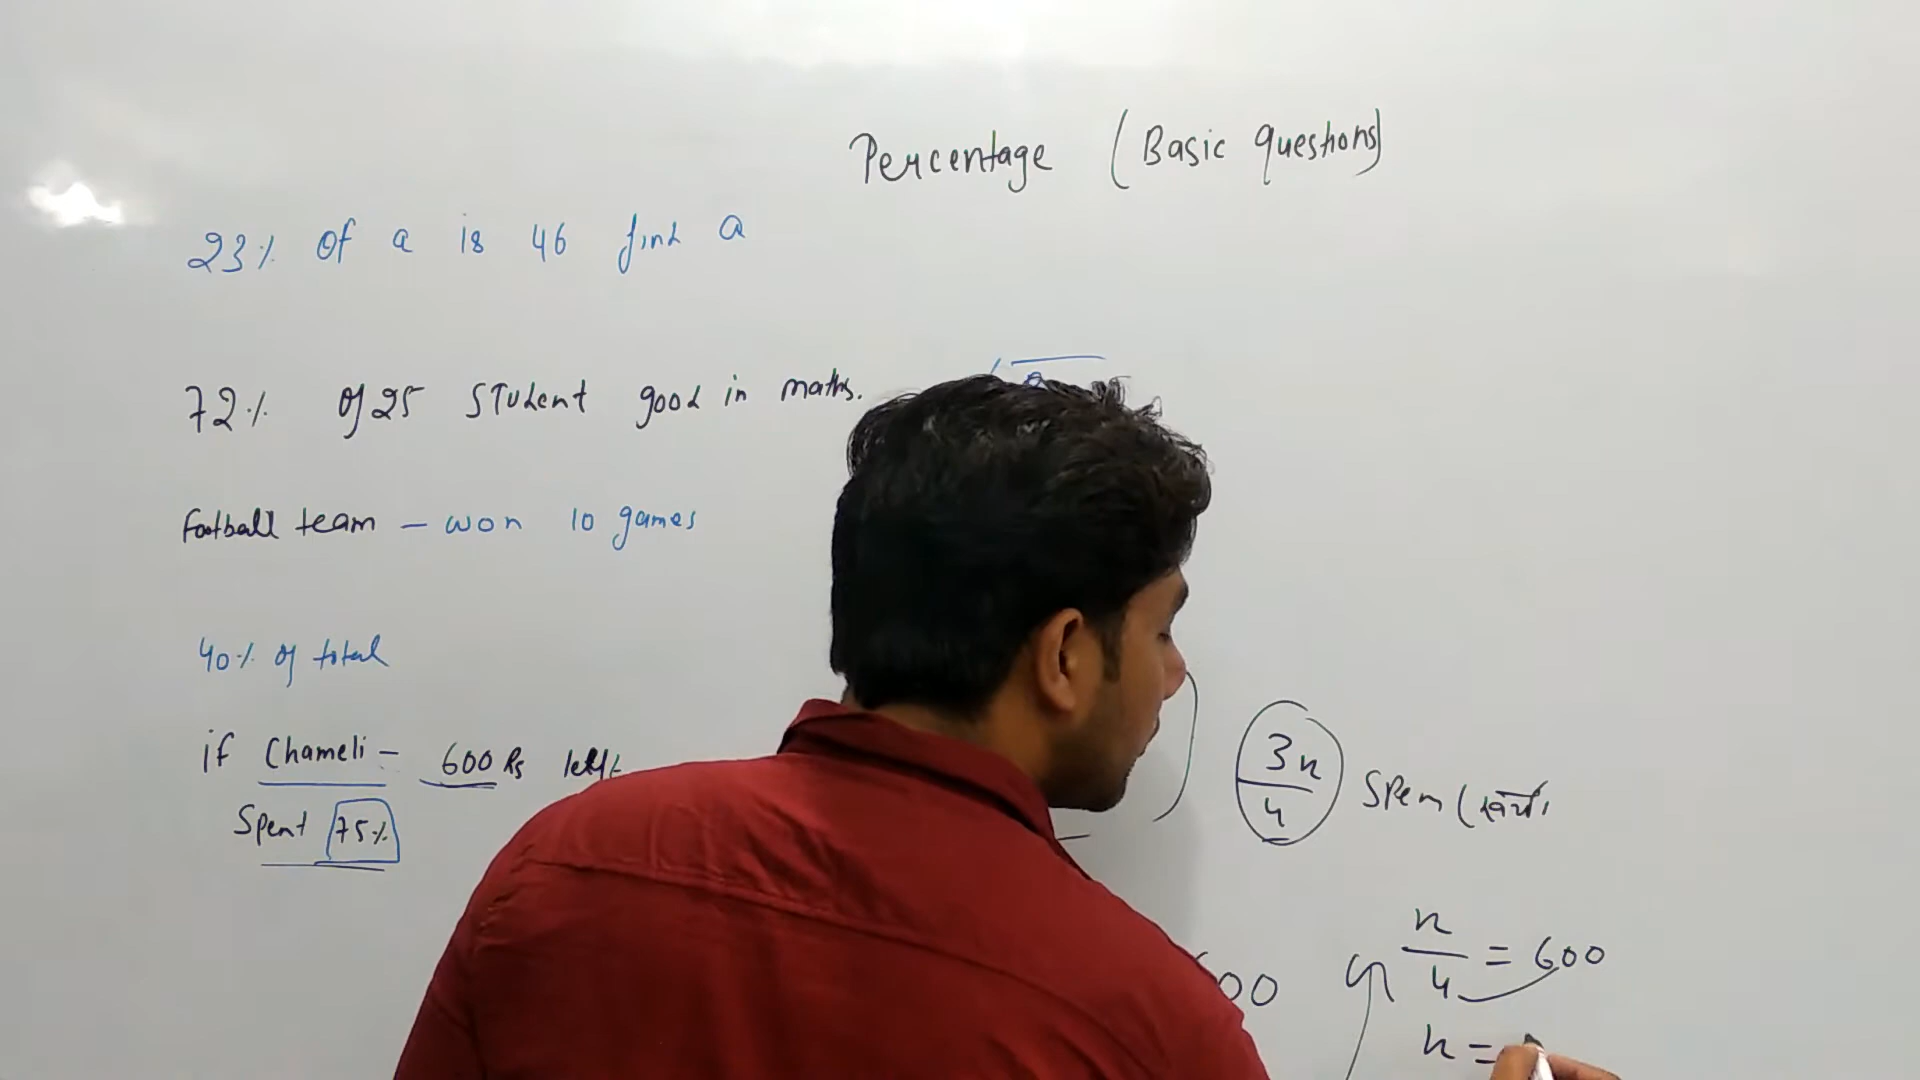 Percentage (Basic Questions)
23% of a is 46 find a
72% of 25 student good in maths.
Football team – won 10 games
40% of total
if Chameli – 600 Rs left
Spent 75%
3x
4
x
4 = 600
x =